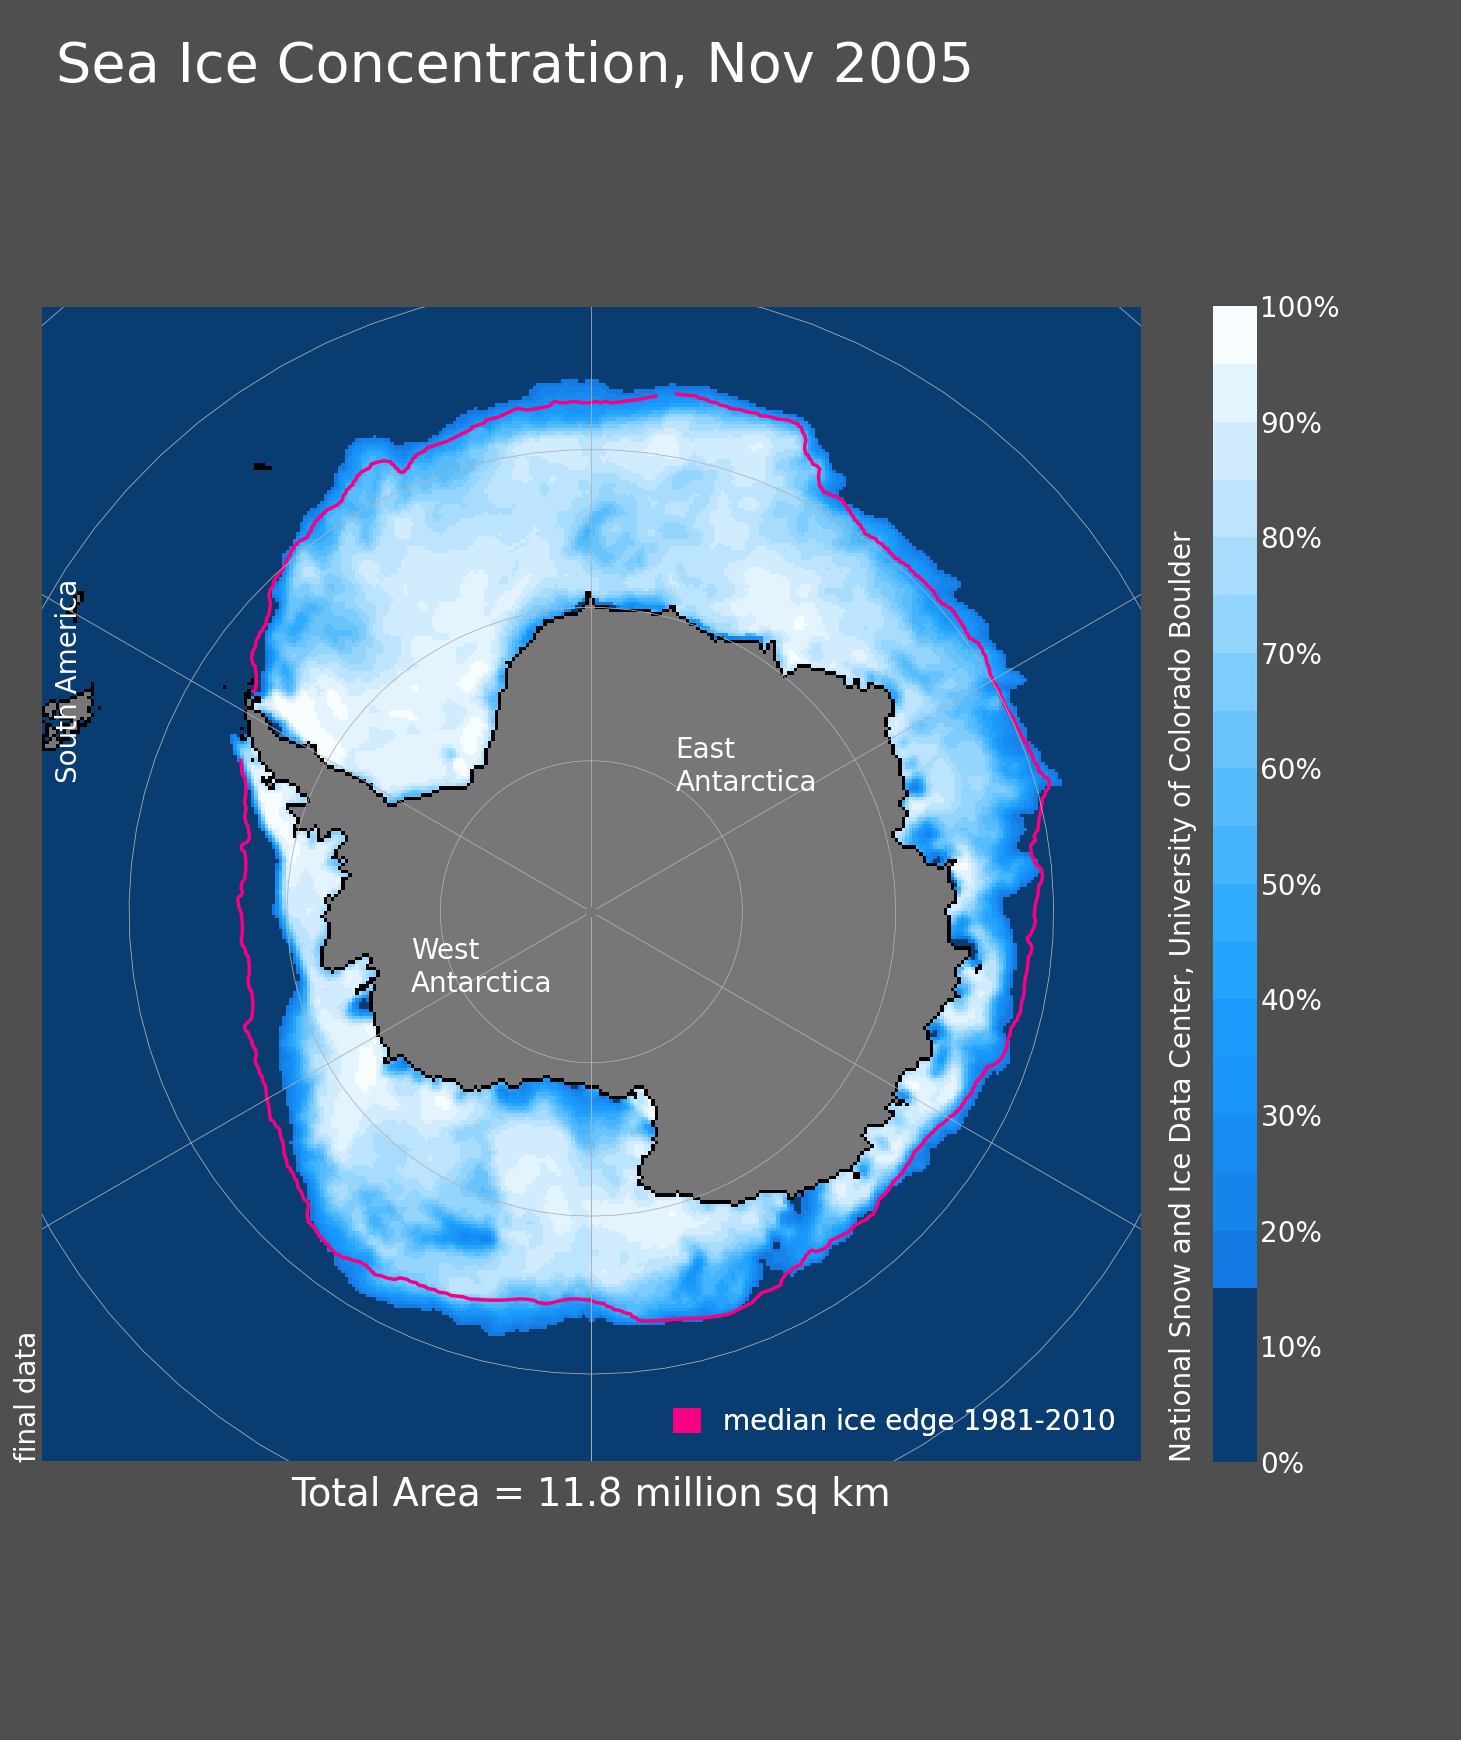 Sea Ice Concentration, Nov 2005
South America
East
Antarctica
West
Antarctica
median ice edge 1981-2010
final data
Total Area = 11.8 million sq km
National Snow and Ice Data Center, University of Colorado Boulder
100%
90%
80%
70%
60%
50%
40%
30%
20%
10%
0%